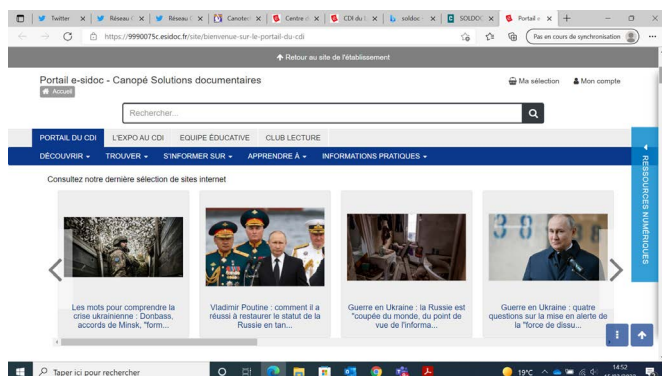 Twitter
Réseau
Réseau
Canotec
Centre
CDI du
soldoc
SOLDOC
Portail e
https://9990075c.esidoc.fr/site/bienvenue-sur-le-portail-du-cdi
Pas en cours de synchronisation
Retour au site de l'établissement
Portail e-sidoc - Canopé Solutions documentaires
Ma sélection
Mon compte
Accueil
Rechercher...
PORTAIL DU CDI
L'EXPO AU CDI
ÉQUIPE ÉDUCATIVE
CLUB LECTURE
DÉCOUVRIR
TROUVER
S'INFORMER SUR
APPRENDRE À
INFORMATIONS PRATIQUES
RESSOURCES NUMÉRIQUES
Consultez notre dernière sélection de sites internet
Les mots pour comprendre la
crise ukrainienne : Donbass,
accords de Minsk, "form...
Vladimir Poutine : comment il a
réussi à restaurer le statut de la
Russie en tan...
Guerre en Ukraine : la Russie est
"coupée du monde, du point de
vue de l'informa...
Guerre en Ukraine : quatre
questions sur la mise en alerte de
la "force de dissu...
Taper ici pour rechercher
19°C
14:52